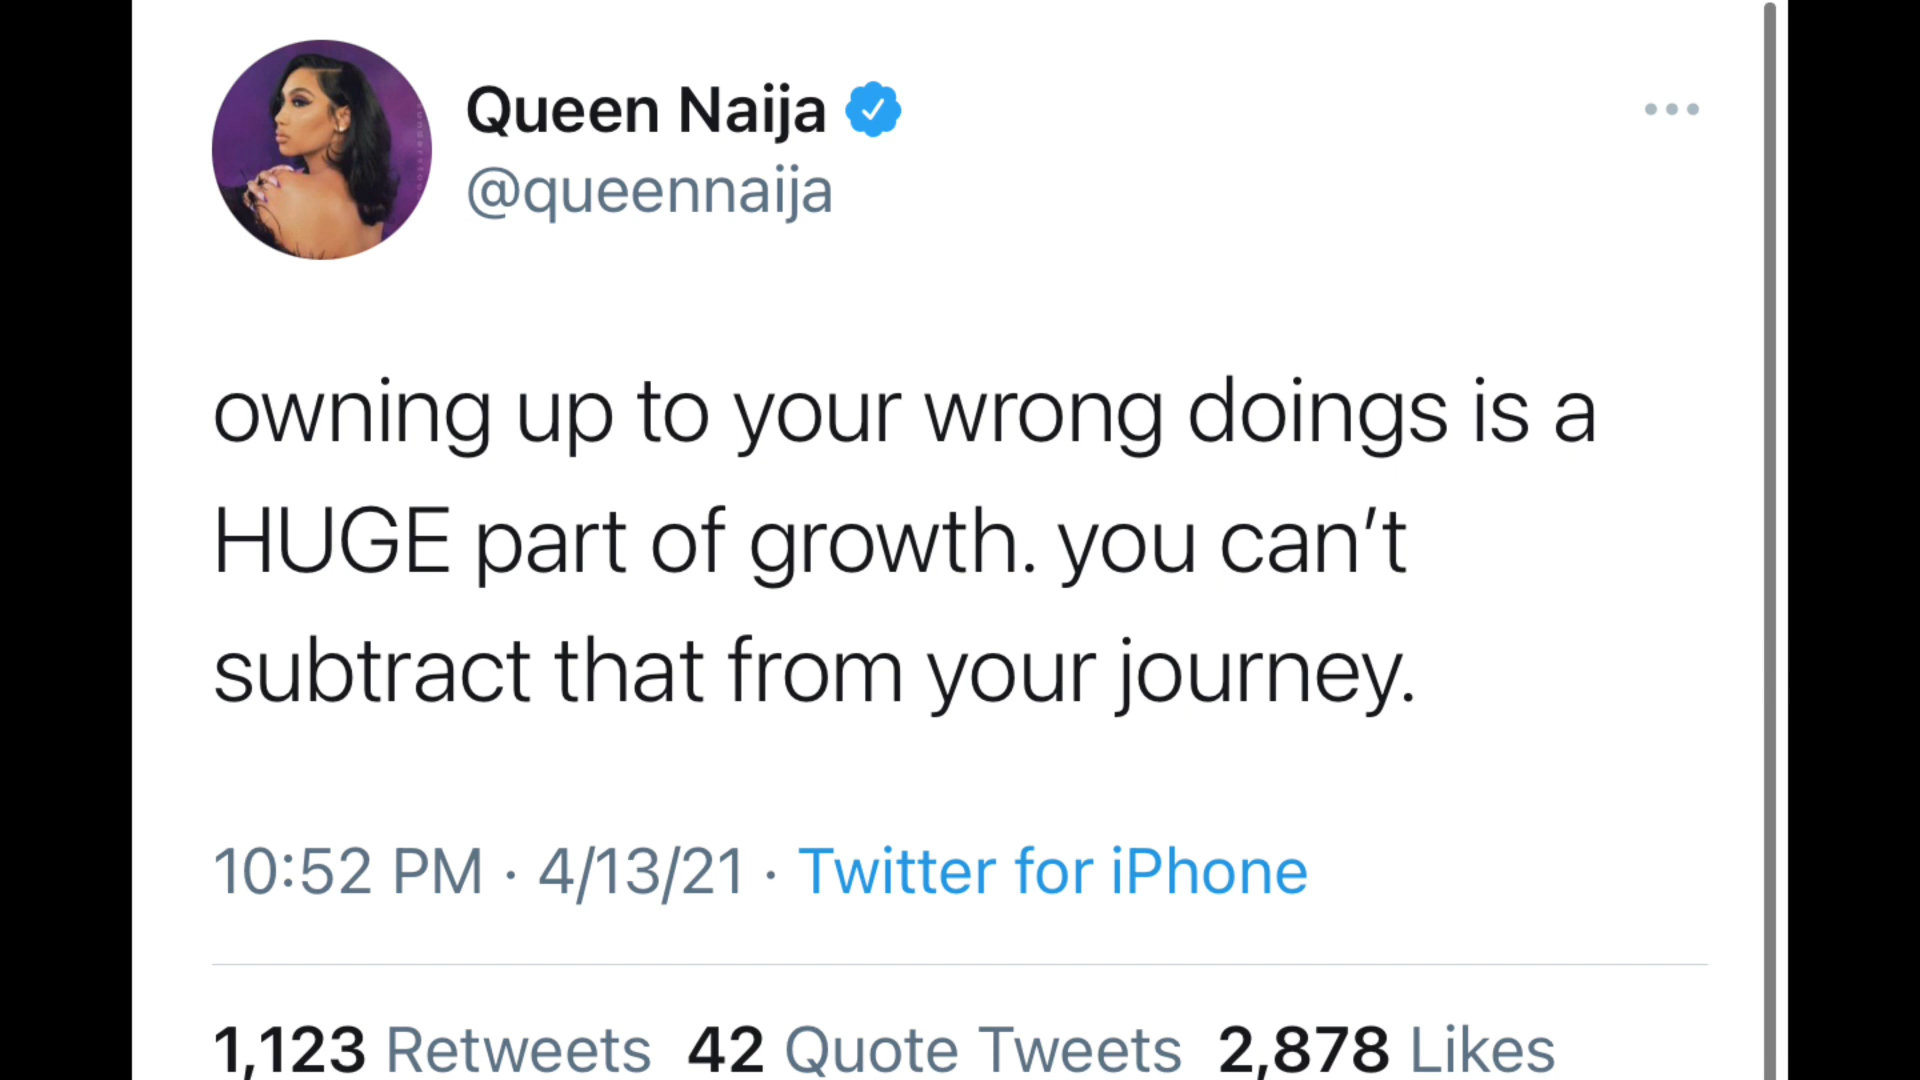 Queen Naija
@queennaija
owning up to your wrong doings is a
HUGE part of growth. you can’t
subtract that from your journey.
10:52 PM · 4/13/21 · Twitter for iPhone
1,123 Retweets 42 Quote Tweets 2,878 Likes